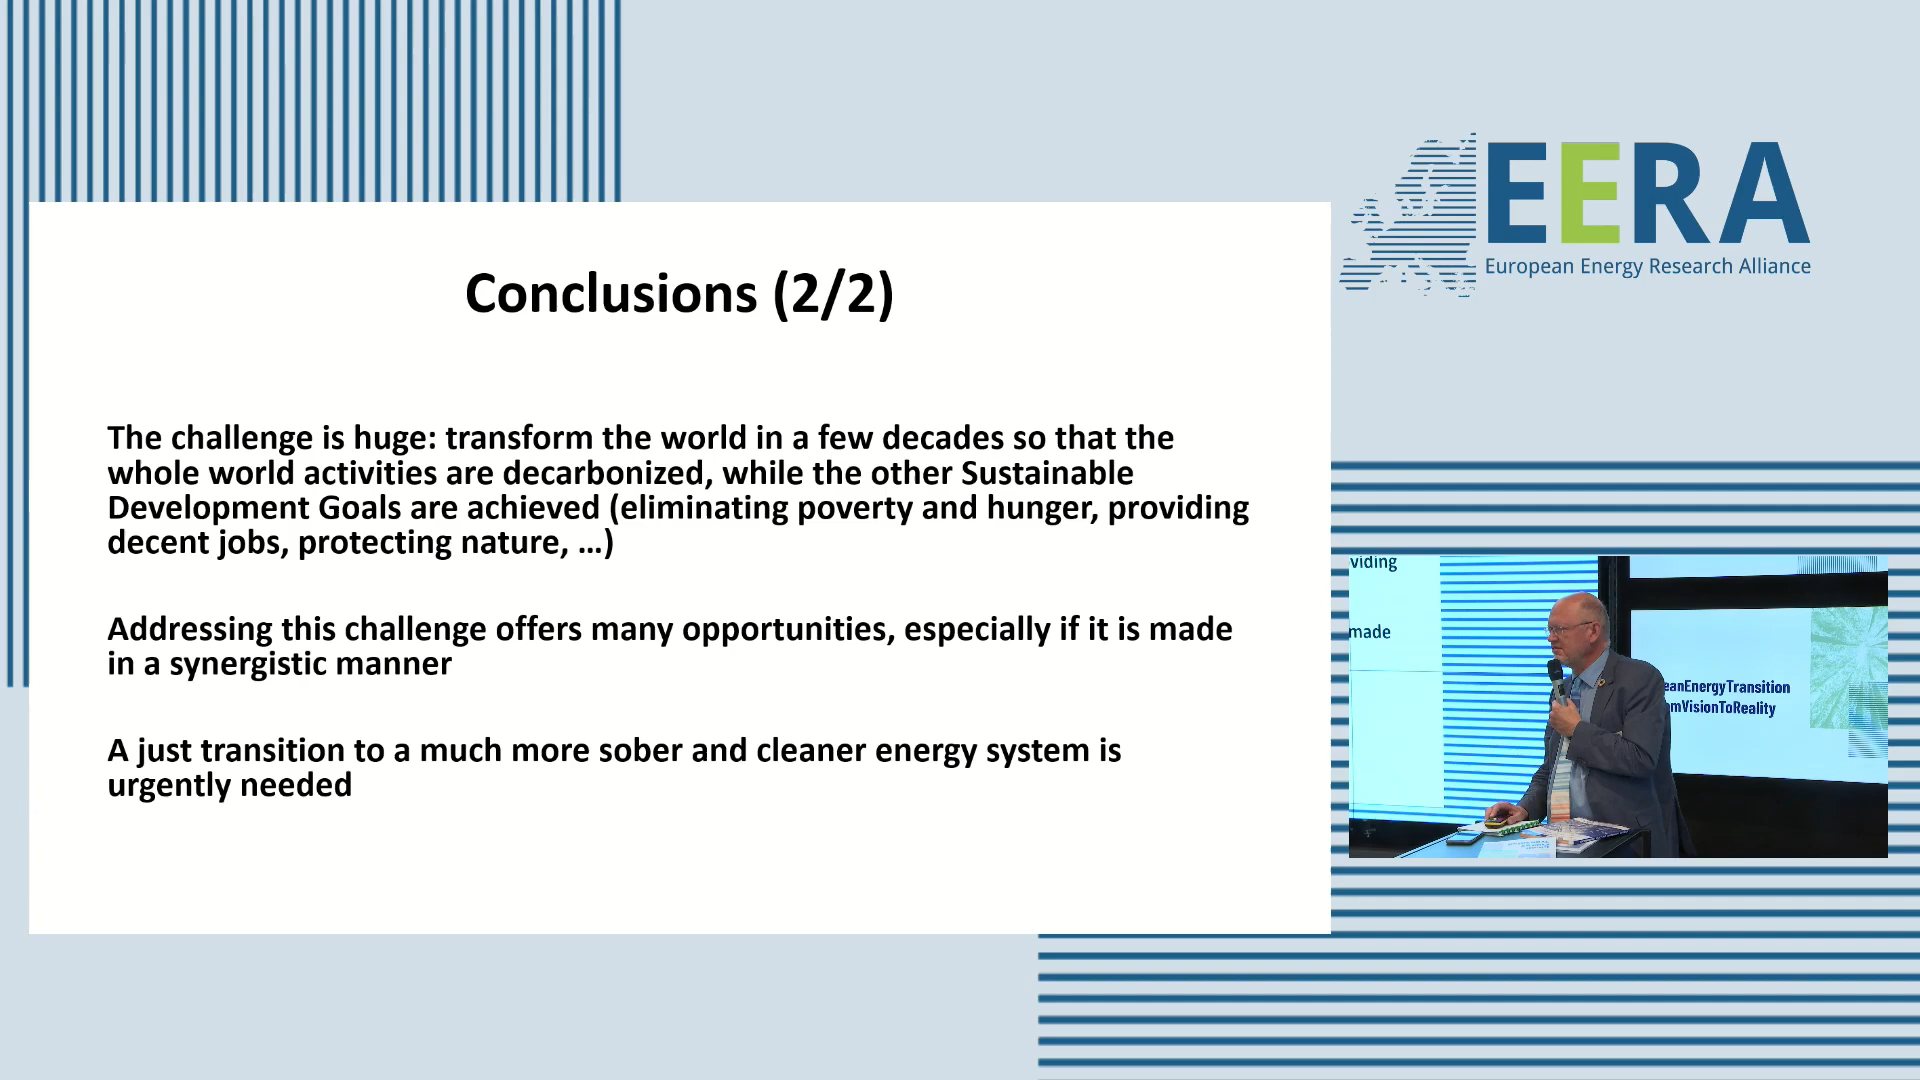 EERA
European Energy Research Alliance
Conclusions (2/2)
The challenge is huge: transform the world in a few decades so that the
whole world activities are decarbonized, while the other Sustainable
Development Goals are achieved (eliminating poverty and hunger, providing
decent jobs, protecting nature, …)
Addressing this challenge offers many opportunities, especially if it is made
in a synergistic manner
A just transition to a much more sober and cleaner energy system is
urgently needed
viding
made
eanEnergyTransition
omVisionToReality